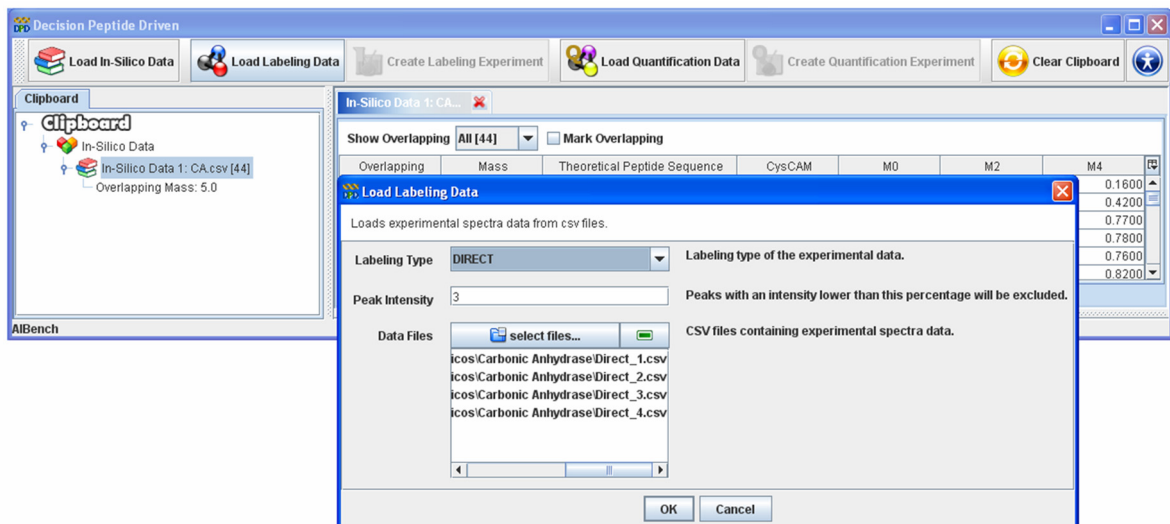 DPD Decision Peptide Driven
Load In-Silico Data
Load Labeling Data
Create Labeling Experiment
Load Quantification Data
Create Quantification Experiment
Clear Clipboard
Clipboard
Clipboard
In-Silico Data
In-Silico Data 1: CA.csv [44]
Overlapping Mass: 5.0
AIBench
In-Silico Data 1: CA...
Show Overlapping All [44] Mark Overlapping
Overlapping Mass Theoretical Peptide Sequence CysCAM M0 M2 M4
0.1600
0.4200
0.7700
0.7800
0.7600
0.8200
Load Labeling Data
Loads experimental spectra data from csv files.
Labeling Type DIRECT Labeling type of the experimental data.
Peak Intensity 3 Peaks with an intensity lower than this percentage will be excluded.
Data Files select files... CSV files containing experimental spectra data.
icos\Carbonic Anhydrase\Direct_1.csv
icos\Carbonic Anhydrase\Direct_2.csv
icos\Carbonic Anhydrase\Direct_3.csv
icos\Carbonic Anhydrase\Direct_4.csv
OK Cancel